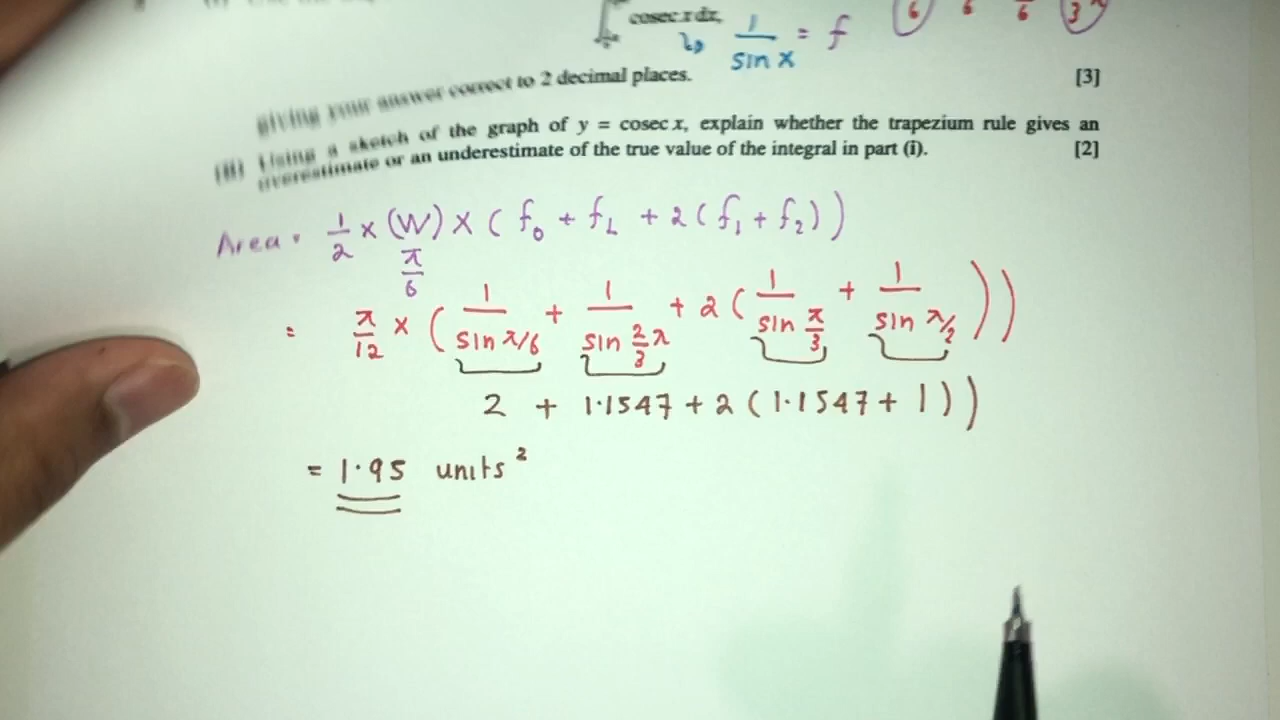 ∫ cosec x dx,
1/sin x = f
6 6 6 3
giving your answer correct to 2 decimal places. [3]
(ii) Using a sketch of the graph of y = cosec x, explain whether the trapezium rule gives an
overestimate or an underestimate of the true value of the integral in part (i). [2]
Area = 1/2 × (W) × ( f₀ + f_L + 2 ( f₁ + f₂ ) )
π/6
= π/12 × ( 1/sin π/6 + 1/sin 2/3 π + 2 ( 1/sin π/3 + 1/sin π/2 ) )
2 + 1.1547 + 2 ( 1.1547 + 1 ) )
= 1.95 units²